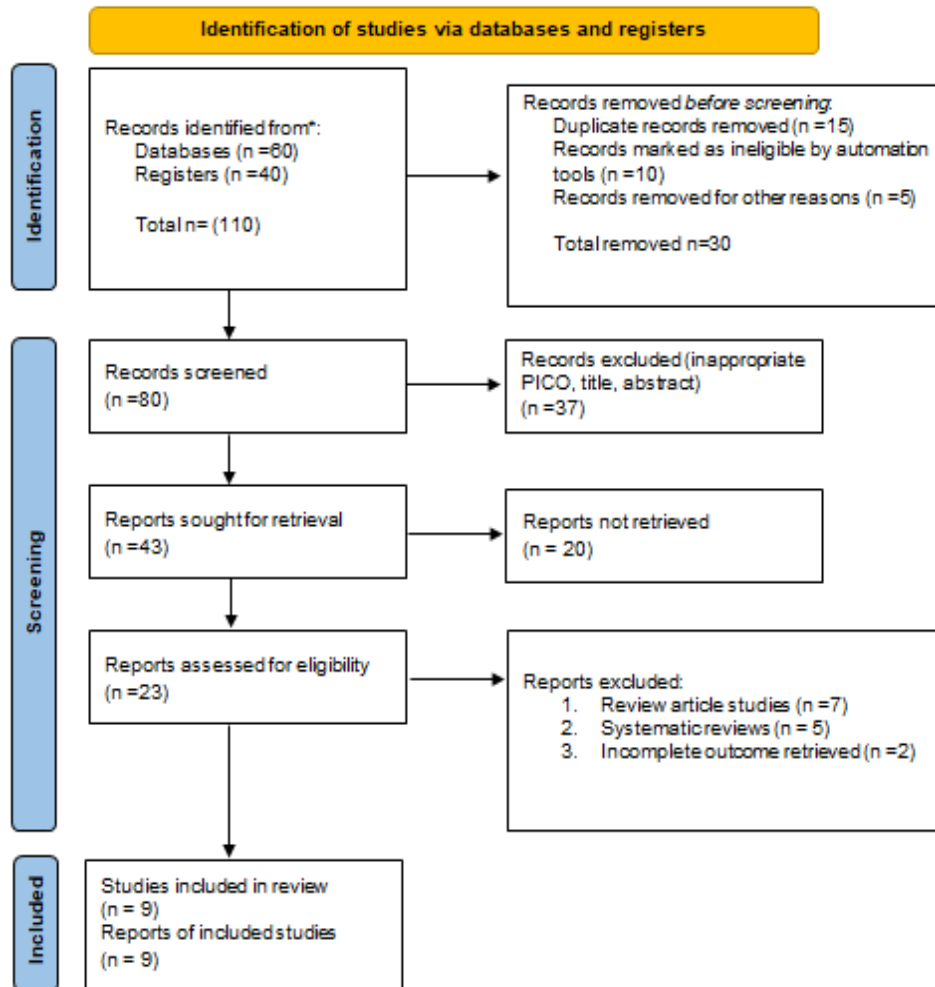 Identification of studies via databases and registers
Identification
Records identified from*:
Databases (n =60)
Registers (n =40)
Total n= (110)
Records removed before screening:
Duplicate records removed (n =15)
Records marked as ineligible by automation
tools (n =10)
Records removed for other reasons (n =5)
Total removed n=30
Screening
Records screened
(n =80)
Records excluded (inappropriate
PICO, title, abstract)
(n =37)
Reports sought for retrieval
(n =43)
Reports not retrieved
(n = 20)
Reports assessed for eligibility
(n =23)
Reports excluded:
1. Review article studies (n =7)
2. Systematic reviews (n = 5)
3. Incomplete outcome retrieved (n =2)
Included
Studies included in review
(n = 9)
Reports of included studies
(n = 9)